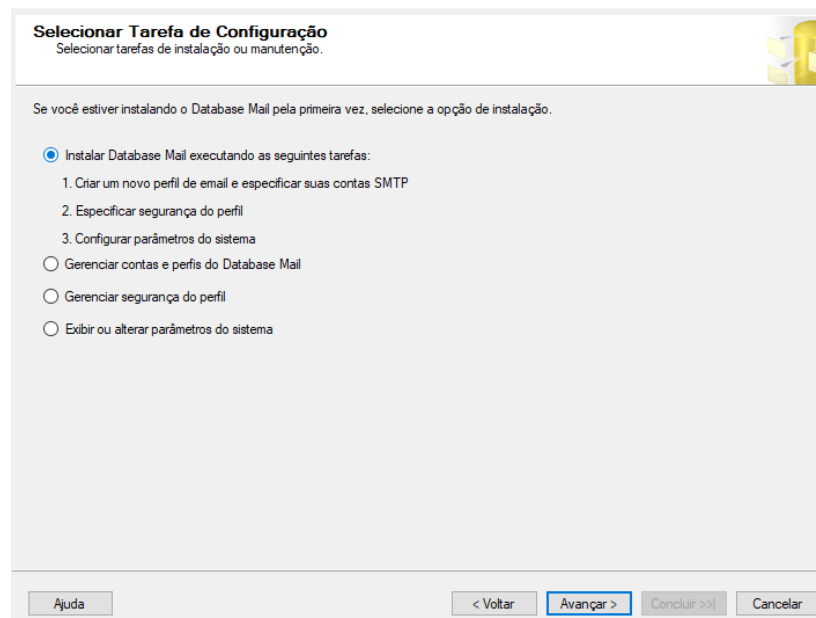 Selecionar Tarefa de Configuração
Selecionar tarefas de instalação ou manutenção.
Se você estiver instalando o Database Mail pela primeira vez, selecione a opção de instalação.
Instalar Database Mail executando as seguintes tarefas:
1. Criar um novo perfil de email e especificar suas contas SMTP
2. Especificar segurança do perfil
3. Configurar parâmetros do sistema
Gerenciar contas e perfis do Database Mail
Gerenciar segurança do perfil
Exibir ou alterar parâmetros do sistema
Ajuda
< Voltar
Avançar >
Concluir >>|
Cancelar